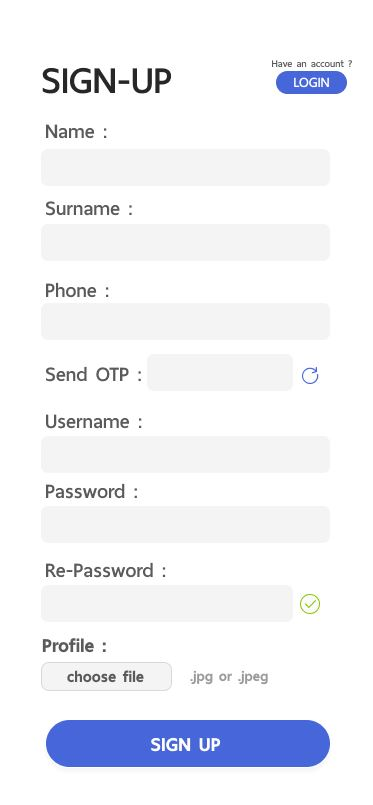 Have an account ?
SIGN-UP
LOGIN
Name :
Surname :
Phone :
Send OTP :
Username :
Password :
Re-Password :
Profile :
choose file
.jpg or .jpeg
SIGN UP